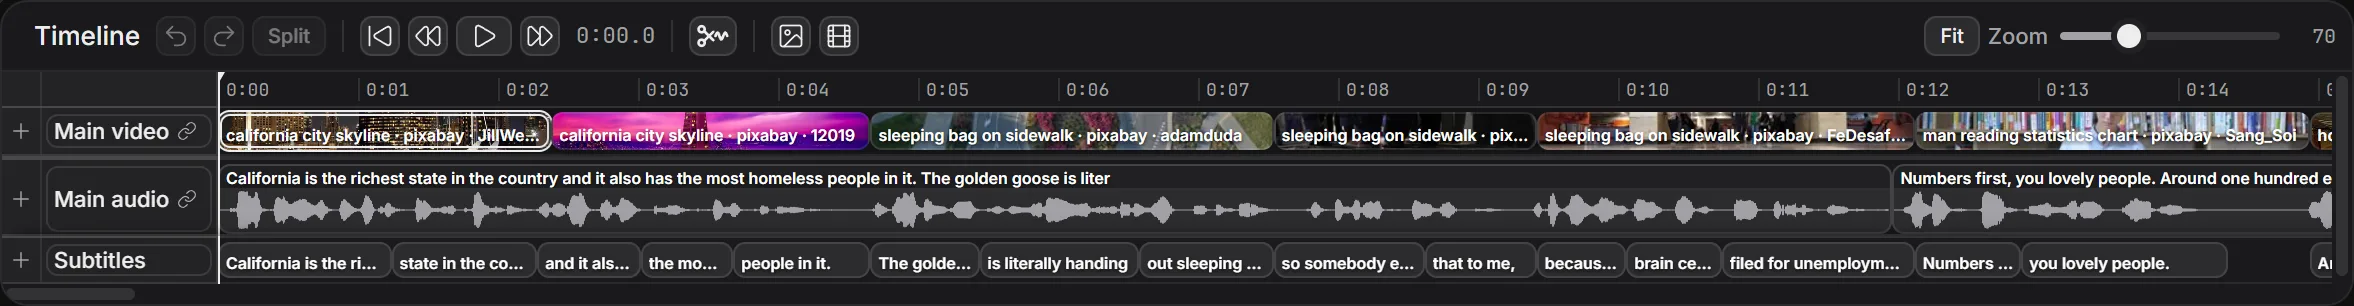 Timeline
Split
0:00.0
Fit
Zoom
70
0:00 0:01 0:02 0:03 0:04 0:05 0:06 0:07 0:08 0:09 0:10 0:11 0:12 0:13 0:14
Main video
california city skyline · pixabay · JillWe...
california city skyline · pixabay · 12019
sleeping bag on sidewalk · pixabay · adamduda
sleeping bag on sidewalk · pix...
sleeping bag on sidewalk · pixabay · FeDesaf...
man reading statistics chart · pixabay · Sang_Soi
Main audio
California is the richest state in the country and it also has the most homeless people in it. The golden goose is liter
Numbers first, you lovely people. Around one hundred e
Subtitles
California is the ri...
state in the co...
and it als...
the mo...
people in it.
The golde...
is literally handing
out sleeping ...
so somebody e...
that to me,
becaus...
brain ce...
filed for unemploym...
Numbers ...
you lovely people.